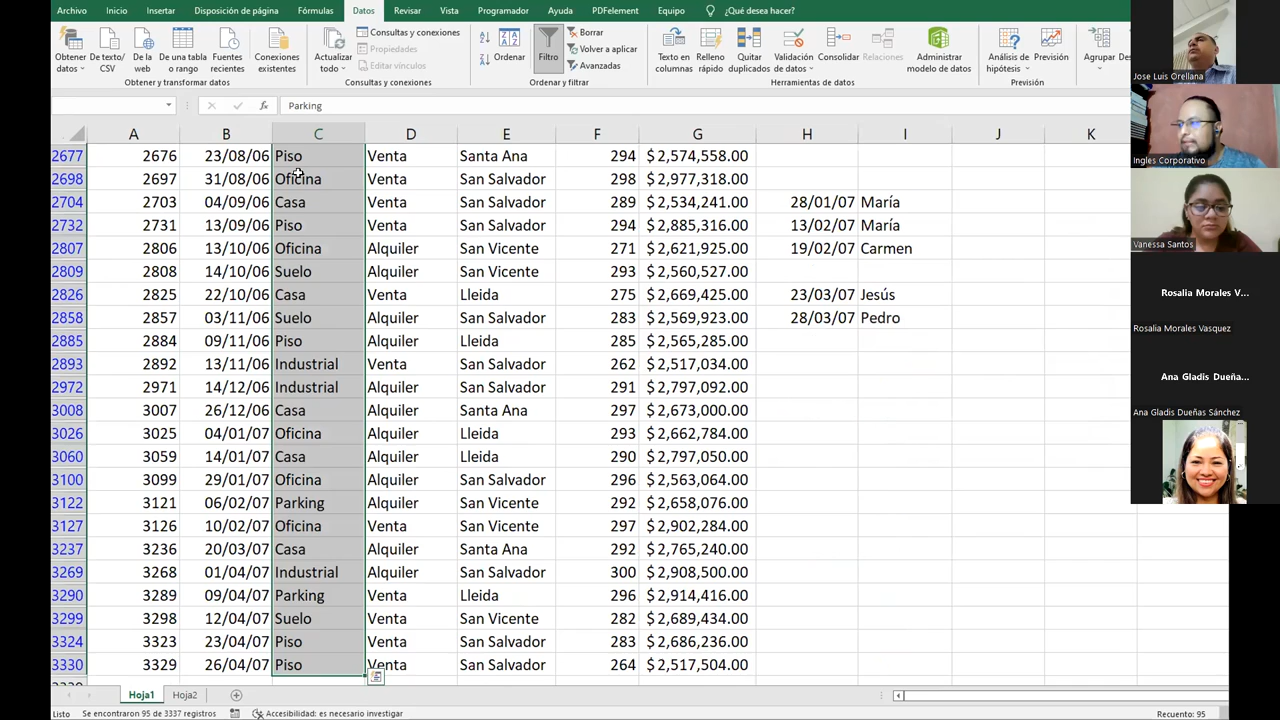 Archivo Inicio Insertar Disposición de página Fórmulas Datos Revisar Vista Programador Ayuda PDFelement Equipo ¿Qué desea hacer?
Obtener datos De texto/CSV De la web De una tabla o rango Fuentes recientes Conexiones existentes
Obtener y transformar datos
Actualizar todo Consultas y conexiones Propiedades Editar vínculos
Consultas y conexiones
Ordenar Filtro Borrar Volver a aplicar Avanzadas
Ordenar y filtrar
Texto en columnas Relleno rápido Quitar duplicados Validación de datos Consolidar Relaciones Administrar modelo de datos
Herramientas de datos
Análisis de hipótesis Previsión
Previsión
Agrupar
Parking
A B C D E F G H I J K
2677 2676 23/08/06 Piso Venta Santa Ana 294 $ 2,574,558.00
2698 2697 31/08/06 Oficina Venta San Salvador 298 $ 2,977,318.00
2704 2703 04/09/06 Casa Venta San Salvador 289 $ 2,534,241.00 28/01/07 María
2732 2731 13/09/06 Piso Venta San Salvador 294 $ 2,885,316.00 13/02/07 María
2807 2806 13/10/06 Oficina Alquiler San Vicente 271 $ 2,621,925.00 19/02/07 Carmen
2809 2808 14/10/06 Suelo Alquiler San Vicente 293 $ 2,560,527.00
2826 2825 22/10/06 Casa Venta Lleida 275 $ 2,669,425.00 23/03/07 Jesús
2858 2857 03/11/06 Suelo Alquiler San Salvador 283 $ 2,569,923.00 28/03/07 Pedro
2885 2884 09/11/06 Piso Alquiler Lleida 285 $ 2,565,285.00
2893 2892 13/11/06 Industrial Venta San Salvador 262 $ 2,517,034.00
2972 2971 14/12/06 Industrial Alquiler San Salvador 291 $ 2,797,092.00
3008 3007 26/12/06 Casa Alquiler Santa Ana 297 $ 2,673,000.00
3026 3025 04/01/07 Oficina Alquiler Lleida 293 $ 2,662,784.00
3060 3059 14/01/07 Casa Alquiler Lleida 290 $ 2,797,050.00
3100 3099 29/01/07 Oficina Alquiler San Salvador 296 $ 2,563,064.00
3122 3121 06/02/07 Parking Alquiler San Vicente 292 $ 2,658,076.00
3127 3126 10/02/07 Oficina Venta San Vicente 297 $ 2,902,284.00
3237 3236 20/03/07 Casa Alquiler Santa Ana 292 $ 2,765,240.00
3269 3268 01/04/07 Industrial Alquiler San Salvador 300 $ 2,908,500.00
3290 3289 09/04/07 Parking Venta Lleida 296 $ 2,914,416.00
3299 3298 12/04/07 Suelo Venta San Vicente 282 $ 2,689,434.00
3324 3323 23/04/07 Piso Venta San Salvador 283 $ 2,686,236.00
3330 3329 26/04/07 Piso Venta San Salvador 264 $ 2,517,504.00
Hoja1 Hoja2
Listo Se encontraron 95 de 3337 registros Accesibilidad: es necesario investigar Recuento: 95
Jose Luis Orellana
Ingles Corporativo
Vanessa Santos
Rosalia Morales V...
Rosalia Morales Vasquez
Ana Gladis Dueña...
Ana Gladis Dueñas Sánchez